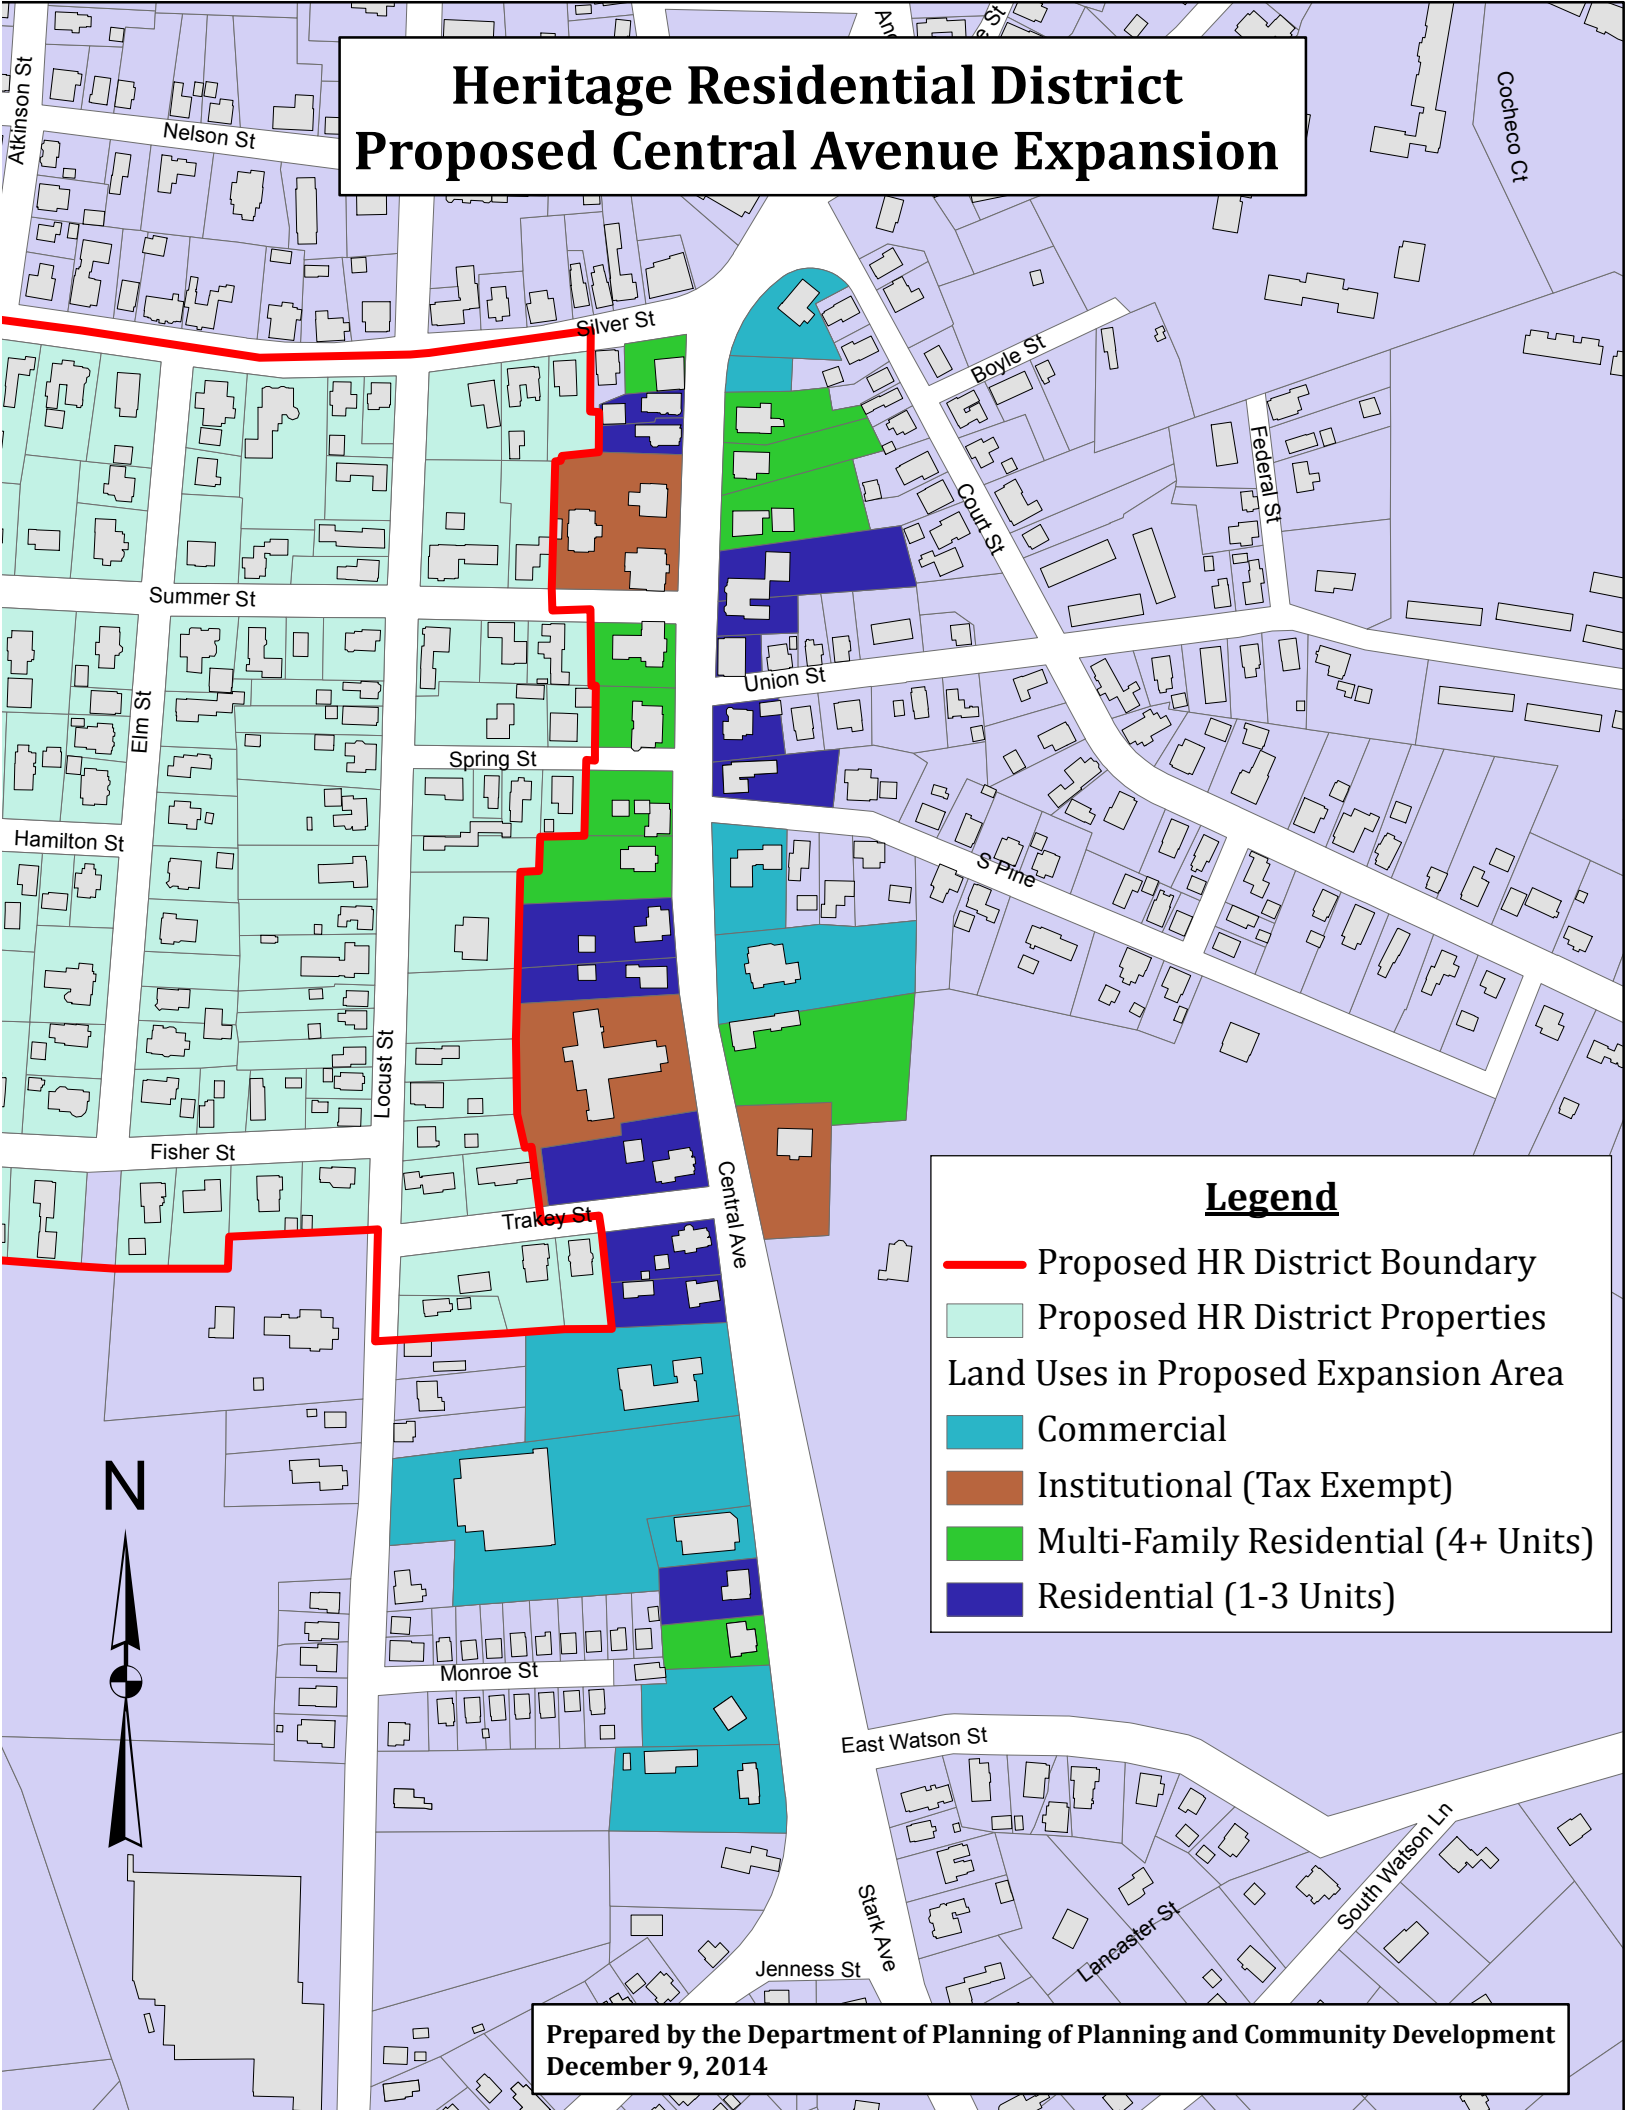 Heritage Residential District
Proposed Central Avenue Expansion
Atkinson St
Nelson St
e St
Cocheco Ct
Silver St
Boyle St
Federal St
Court St
Summer St
Union St
Elm St
Spring St
Hamilton St
S Pine
Locust St
Fisher St
Trakey St
Central Ave
Legend
Proposed HR District Boundary
Proposed HR District Properties
Land Uses in Proposed Expansion Area
Commercial
Institutional (Tax Exempt)
Multi-Family Residential (4+ Units)
Residential (1-3 Units)
N
Monroe St
East Watson St
South Watson Ln
Stark Ave
Lancaster St
Jenness St
Prepared by the Department of Planning of Planning and Community Development
December 9, 2014